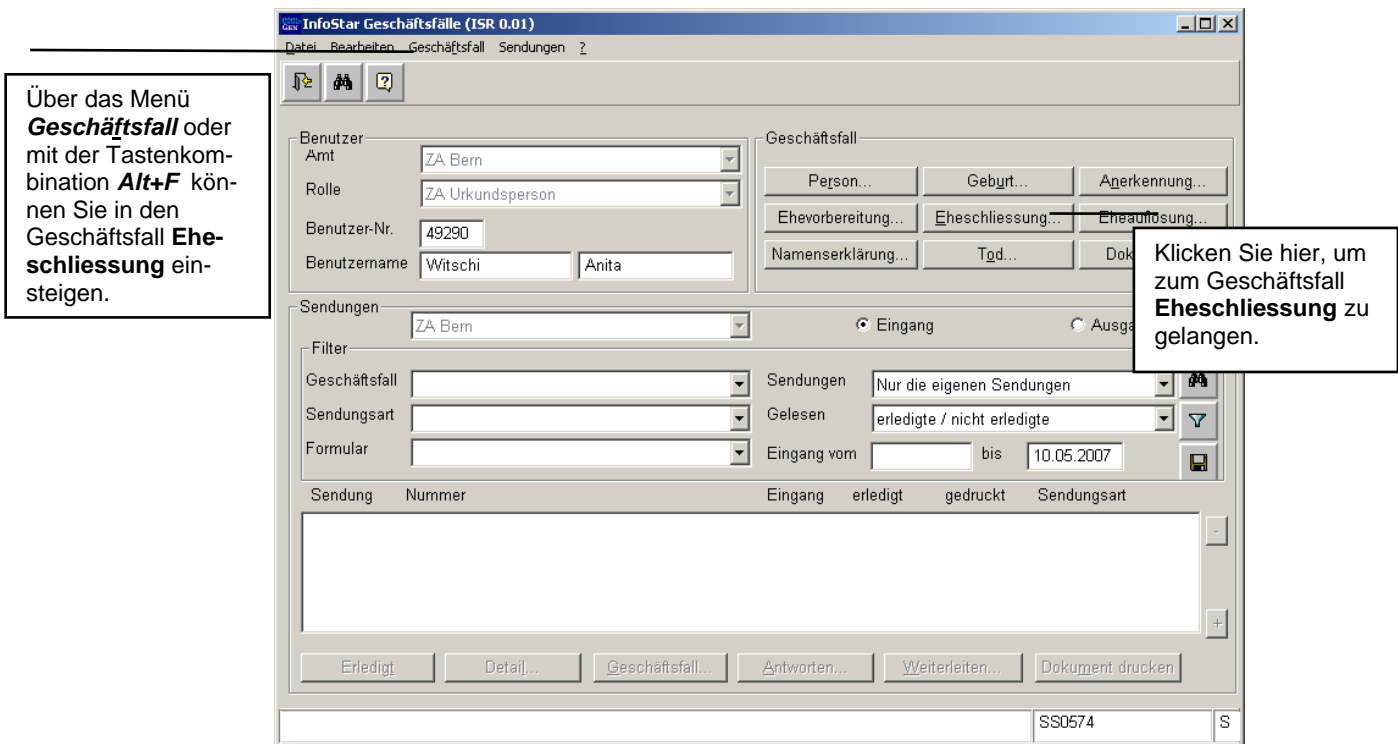 InfoStar Geschäftsfälle (ISR 0.01)
Datei Bearbeiten Geschäftsfall Sendungen ?
Über das Menü
Geschäftsfall oder
mit der Tastenkom-
bination Alt+F kön-
nen Sie in den
Geschäftsfall Ehe-
schliessung ein-
steigen.
Benutzer
Amt ZA Bern
Rolle ZA Urkundsperson
Benutzer-Nr. 49290
Benutzername Witschi Anita
Geschäftsfall
Person... Geburt... Anerkennung...
Ehevorbereitung... Eheschliessung... Eheauflösung...
Namenserklärung... Tod... Dok
Klicken Sie hier, um
zum Geschäftsfall
Eheschliessung zu
gelangen.
Sendungen
ZA Bern Eingang Ausga
Filter
Geschäftsfall Sendungen Nur die eigenen Sendungen
Sendungsart Gelesen erledigte / nicht erledigte
Formular Eingang vom bis 10.05.2007
Sendung Nummer Eingang erledigt gedruckt Sendungsart
-
+
Erledigt Detail... Geschäftsfall... Antworten... Weiterleiten... Dokument drucken
SS0574 S